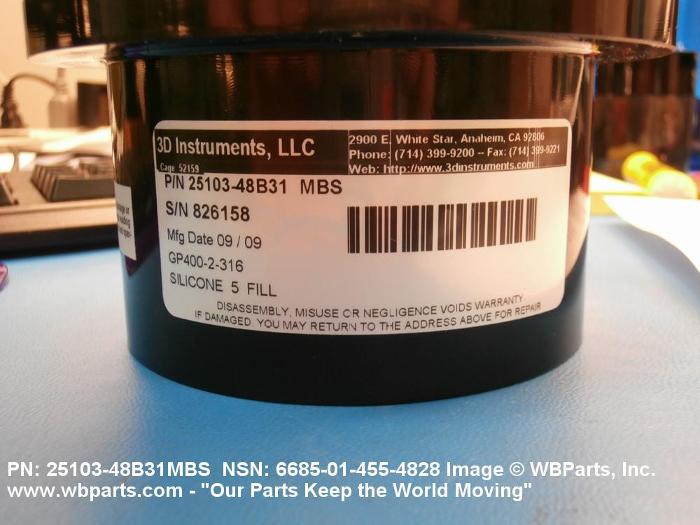 3D Instruments, LLC
Cage 52159
2900 E. White Star, Anaheim, CA 92806
Phone: (714) 399-9200 -- Fax: (714) 399-9221
Web: http://www.3dinstruments.com
P/N 25103-48B31 MBS
S/N 826158
Mfg Date 09 / 09
GP400-2-316
SILICONE 5 FILL
DISASSEMBLY, MISUSE OR NEGLIGENCE VOIDS WARRANTY
IF DAMAGED, YOU MAY RETURN TO THE ADDRESS ABOVE FOR REPAIR
PN: 25103-48B31MBS NSN: 6685-01-455-4828 Image © WBParts, Inc.
www.wbparts.com - "Our Parts Keep the World Moving"